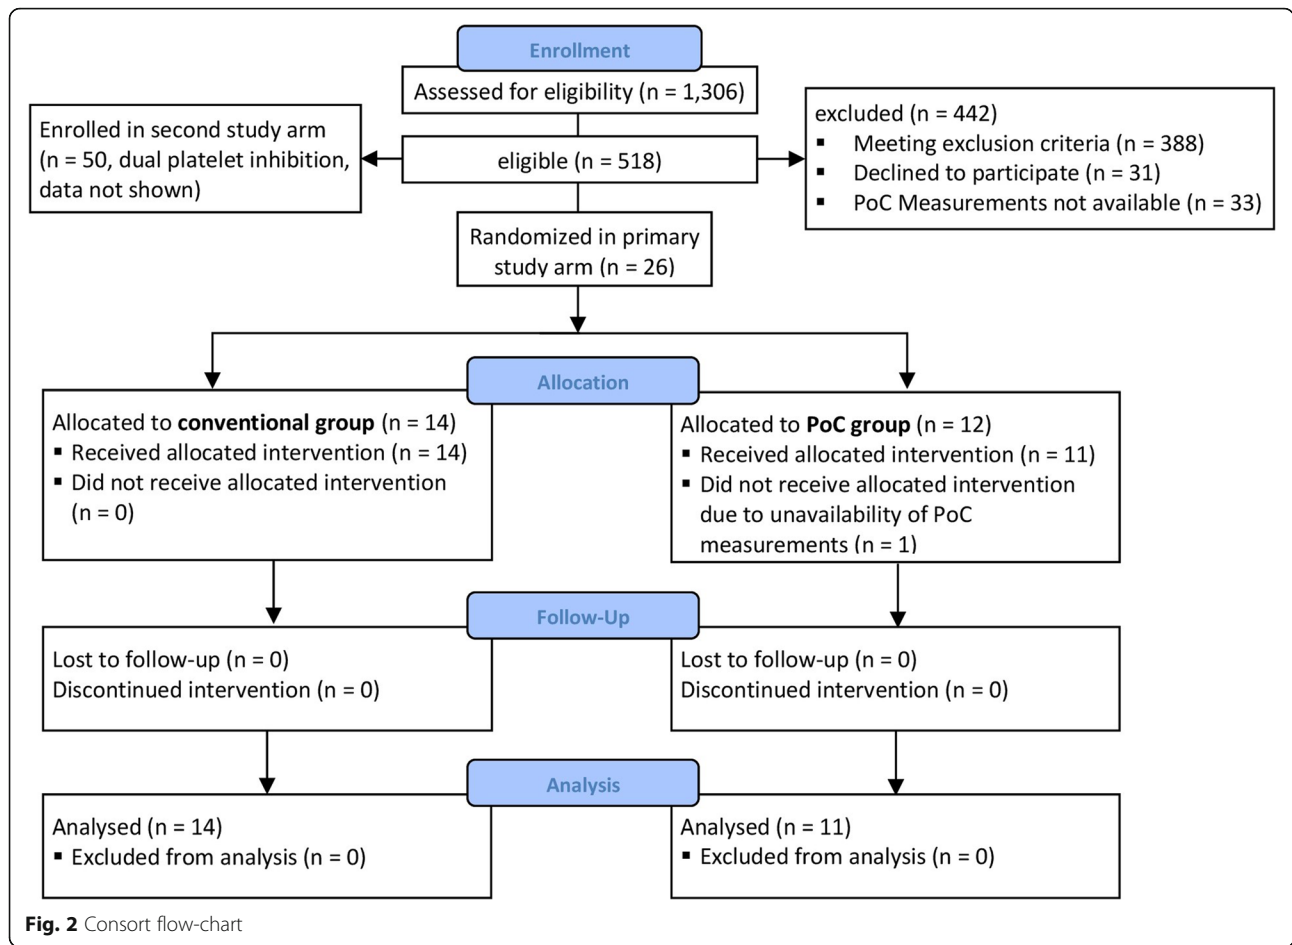 Enrollment
Assessed for eligibility (n = 1,306)
Enrolled in second study arm
(n = 50, dual platelet inhibition,
data not shown)
eligible (n = 518)
excluded (n = 442)
▪ Meeting exclusion criteria (n = 388)
▪ Declined to participate (n = 31)
▪ PoC Measurements not available (n = 33)
Randomized in primary
study arm (n = 26)
Allocation
Allocated to conventional group (n = 14)
▪ Received allocated intervention (n = 14)
▪ Did not receive allocated intervention
(n = 0)
Allocated to PoC group (n = 12)
▪ Received allocated intervention (n = 11)
▪ Did not receive allocated intervention
due to unavailability of PoC
measurements (n = 1)
Follow-Up
Lost to follow-up (n = 0)
Discontinued intervention (n = 0)
Lost to follow-up (n = 0)
Discontinued intervention (n = 0)
Analysis
Analysed (n = 14)
▪ Excluded from analysis (n = 0)
Analysed (n = 11)
▪ Excluded from analysis (n = 0)
Fig. 2 Consort flow-chart